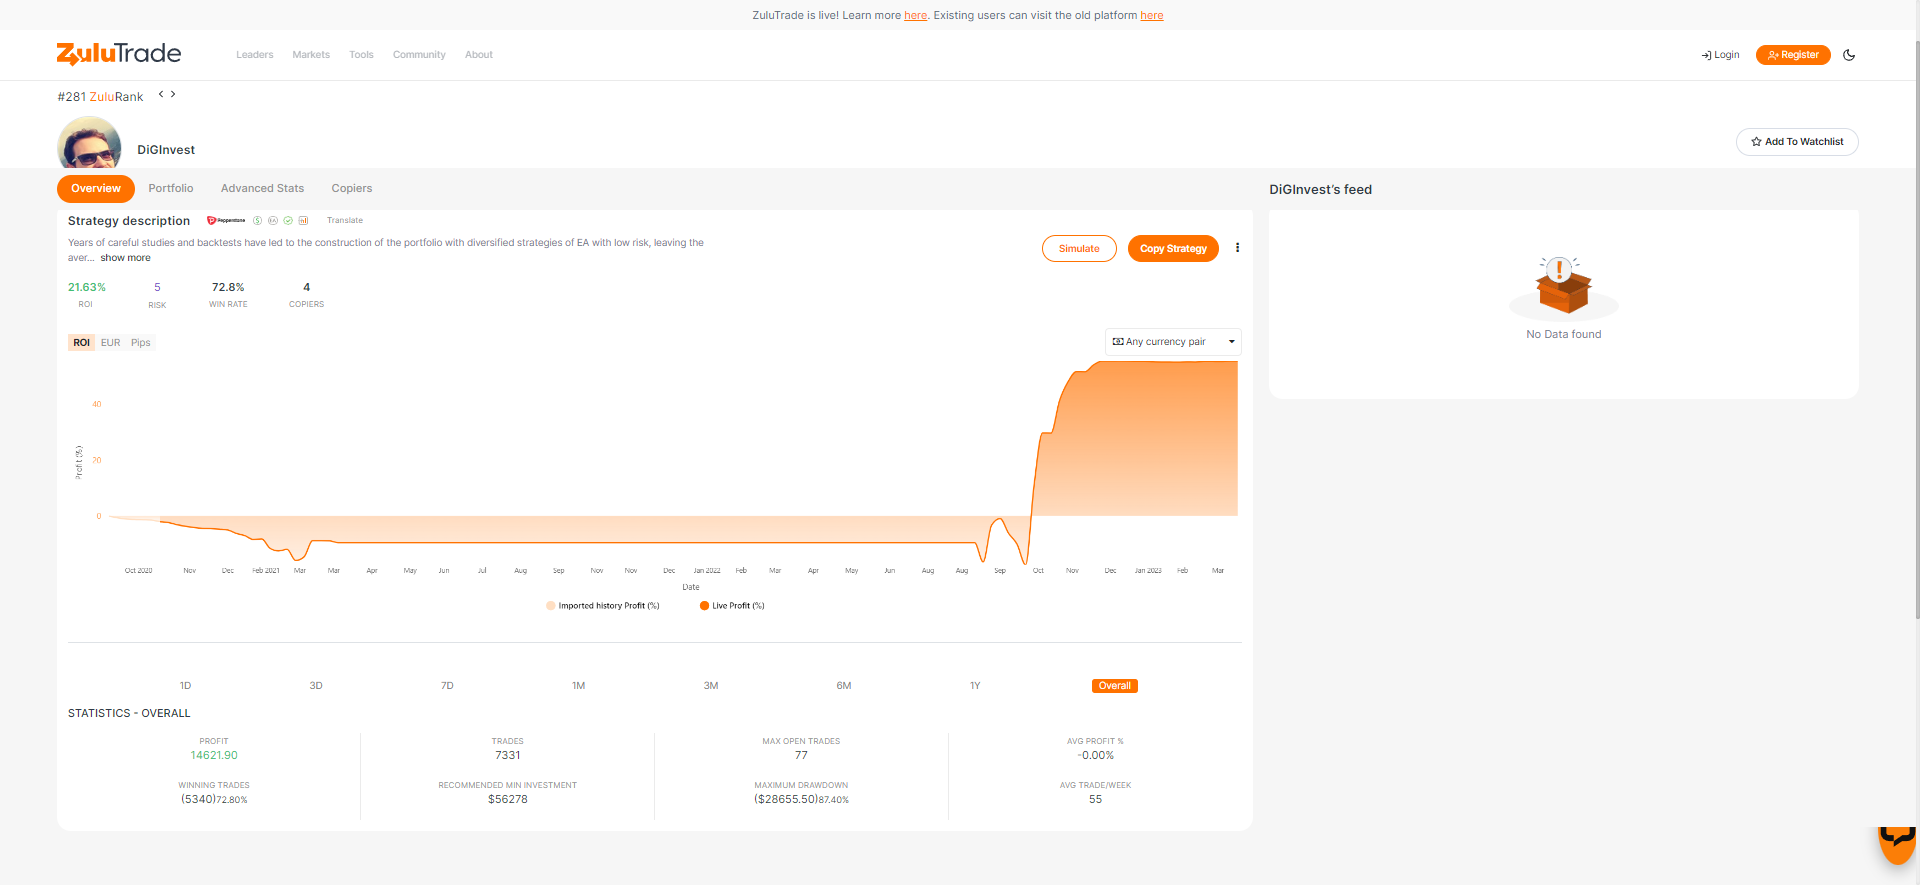 ZuluTrade is live! Learn more here. Existing users can visit the old platform here
ZuluTrade
Leaders Markets Tools Community About
Login
Register
#281 ZuluRank
DiGInvest
Add To Watchlist
Overview Portfolio Advanced Stats Copiers
Strategy description Pepperstone Translate
Years of careful studies and backtests have led to the construction of the portfolio with diversified strategies of EA with low risk, leaving the
aver... show more
Simulate
Copy Strategy
21.63% 5 72.8% 4
ROI RISK WIN RATE COPIERS
ROI EUR Pips
Any currency pair
40
20
0
Profit (%)
Oct 2020 Nov Dec Feb 2021 Mar Mar Apr May Jun Jul Aug Sep Nov Nov Dec Jan 2022 Feb Mar Apr May Jun Aug Aug Sep Oct Nov Dec Jan 2023 Feb Mar
Date
Imported history Profit (%) Live Profit (%)
1D 3D 7D 1M 3M 6M 1Y Overall
STATISTICS - OVERALL
PROFIT TRADES MAX OPEN TRADES AVG PROFIT %
14621.90 7331 77 -0.00%
WINNING TRADES RECOMMENDED MIN INVESTMENT MAXIMUM DRAWDOWN AVG TRADE/WEEK
(5340)72.80% $56278 ($28655.50)87.40% 55
DiGInvest's feed
No Data found